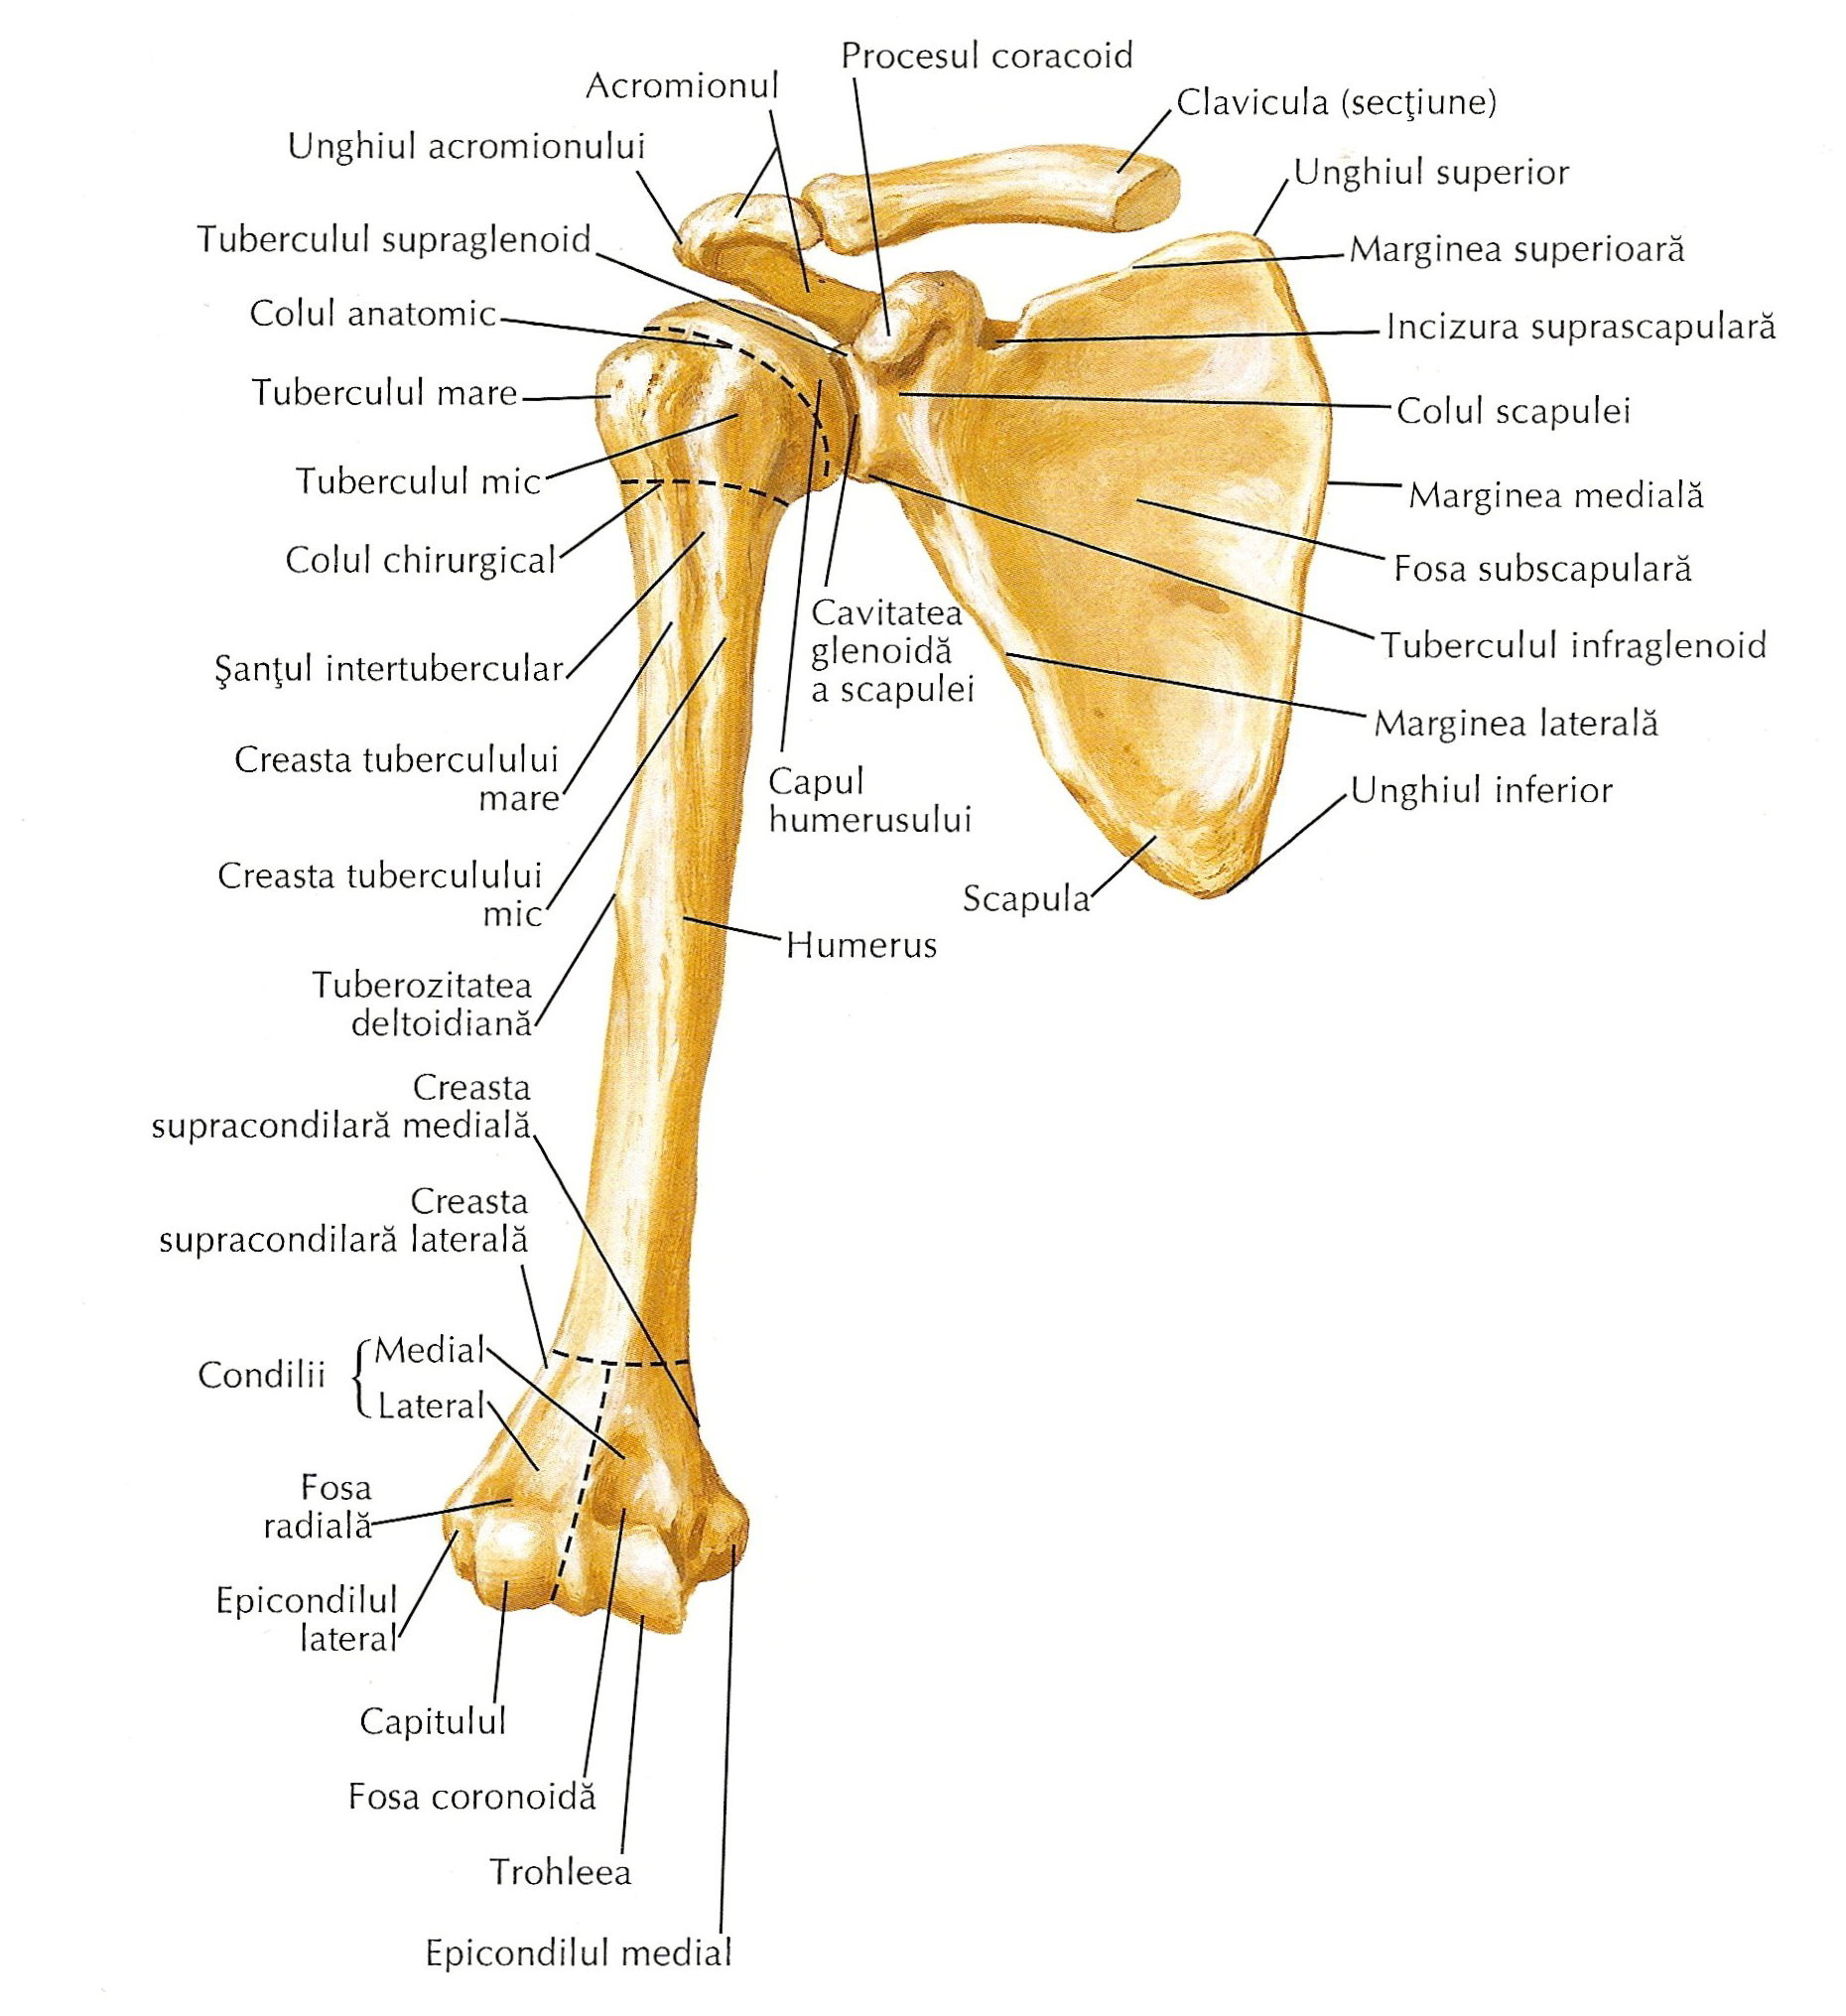 Procesul coracoid
Acromionul
Clavicula (secţiune)
Unghiul acromionului
Unghiul superior
Tuberculul supraglenoid
Marginea superioară
Colul anatomic
Incizura suprascapulară
Tuberculul mare
Colul scapulei
Tuberculul mic
Marginea medială
Colul chirurgical
Fosa subscapulară
Cavitatea
glenoidă
a scapulei
Tuberculul infraglenoid
Şanţul intertubercular
Marginea laterală
Creasta tuberculului
mare
Capul
humerusului
Unghiul inferior
Creasta tuberculului
mic
Scapula
Humerus
Tuberozitatea
deltoidiană
Creasta
supracondilară medială
Creasta
supracondilară laterală
Condilii
Medial
Lateral
Fosa
radială
Epicondilul
lateral
Capitulul
Fosa coronoidă
Trohleea
Epicondilul medial